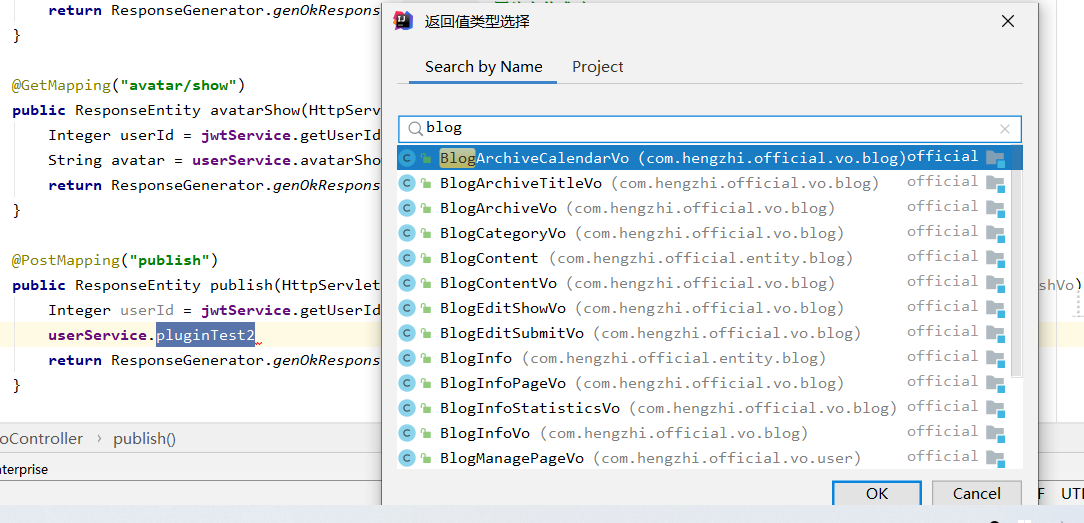 return ResponseGenerator.genOkRespons
}
@GetMapping("avatar/show")
public ResponseEntity avatarShow(HttpServ
Integer userId = jwtService.getUserId
String avatar = userService.avatarSho
return ResponseGenerator.genOkRespons
}
@PostMapping("publish")
public ResponseEntity publish(HttpServlet
shVo)
Integer userId = jwtService.getUserId
userService.pluginTest2
return ResponseGenerator.genOkRespons
}
oController › publish()
nterprise
返回值类型选择
Search by Name Project
blog
BlogArchiveCalendarVo (com.hengzhi.official.vo.blog) official
BlogArchiveTitleVo (com.hengzhi.official.vo.blog) official
BlogArchiveVo (com.hengzhi.official.vo.blog) official
BlogCategoryVo (com.hengzhi.official.vo.blog) official
BlogContent (com.hengzhi.official.entity.blog) official
BlogContentVo (com.hengzhi.official.vo.blog) official
BlogEditShowVo (com.hengzhi.official.vo.blog) official
BlogEditSubmitVo (com.hengzhi.official.vo.blog) official
BlogInfo (com.hengzhi.official.entity.blog) official
BlogInfoPageVo (com.hengzhi.official.vo.blog) official
BlogInfoStatisticsVo (com.hengzhi.official.vo.blog) official
BlogInfoVo (com.hengzhi.official.vo.blog) official
BlogManagePageVo (com.hengzhi.official.vo.user) official
OK Cancel
F UTF